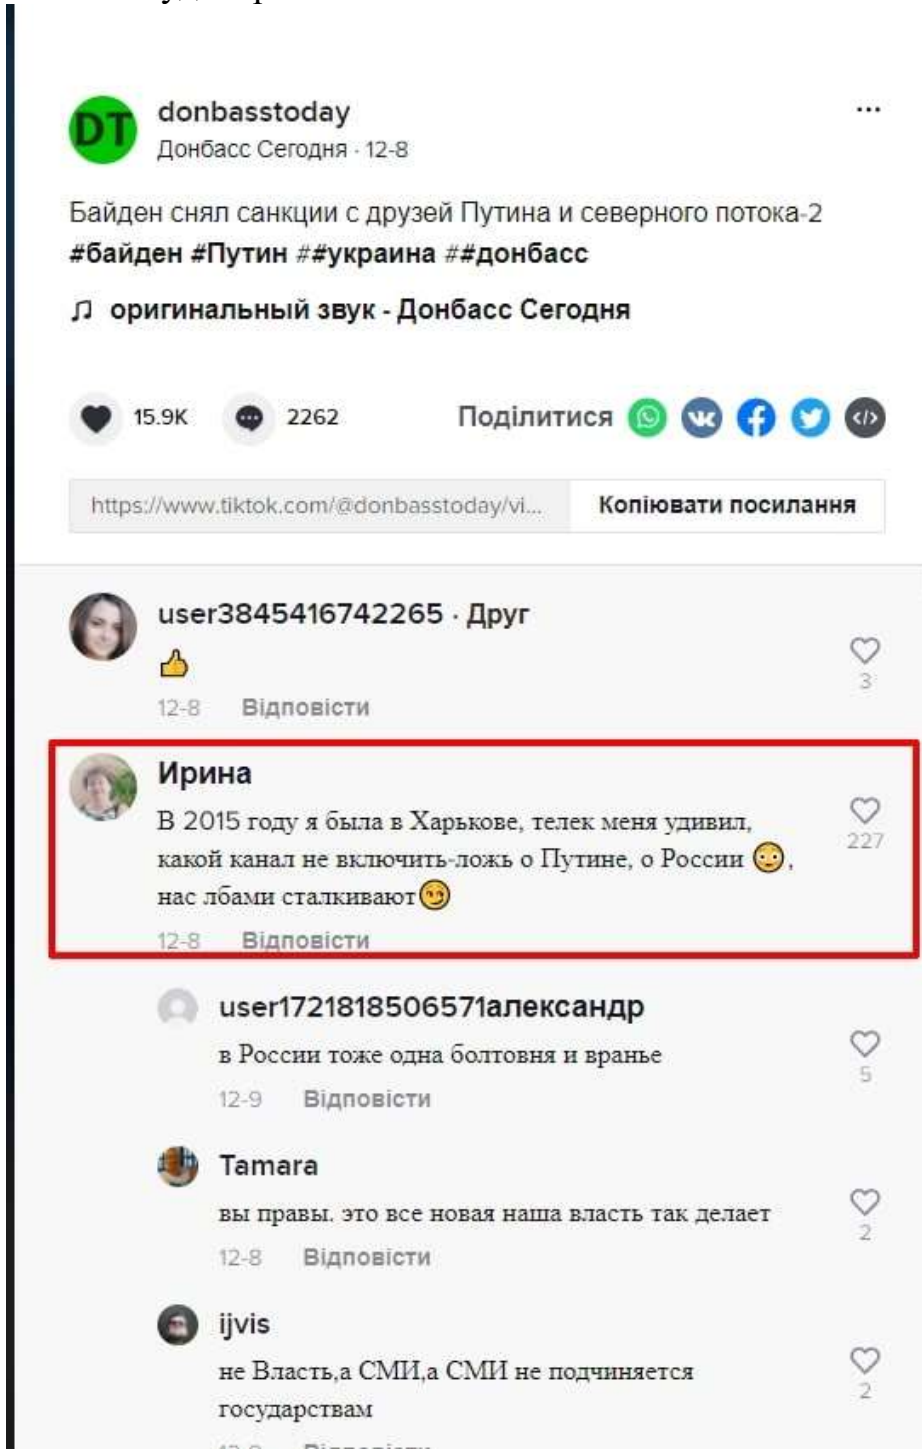 DT
donbasstoday
...
Донбасс Сегодня · 12-8
Байден снял санкции с друзей Путина и северного потока-2
#байден #Путин ##украина ##донбасс
оригинальный звук - Донбасс Сегодня
15.9K 2262 Поділитися
https://www.tiktok.com/@donbasstoday/vi... Копіювати посилання
user3845416742265 · Друг
👍
3
12-8 Відповісти
Ирина
В 2015 году я была в Харькове, телек меня удивил,
227
какой канал не включить-ложь о Путине, о России 😳,
нас лбами сталкивают😏
12-8 Відповісти
user1721818506571александр
в России тоже одна болтовня и вранье
5
12-9 Відповісти
Tamara
вы правы. это все новая наша власть так делает
2
12-8 Відповісти
ijvis
не Власть,а СМИ,а СМИ не подчиняется
2
государствам
Відповісти